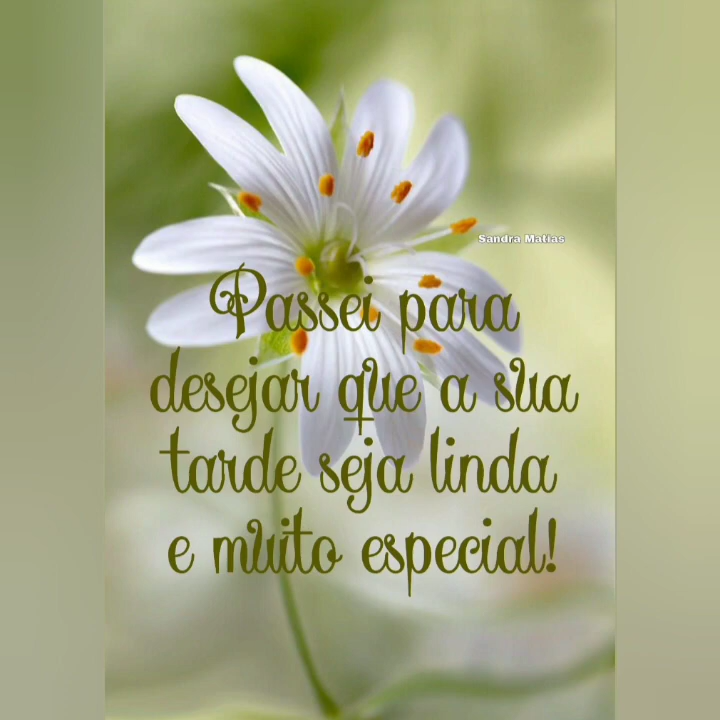 Sandra Matias
Passei para
desejar que a sua
tarde seja linda
e muito especial!